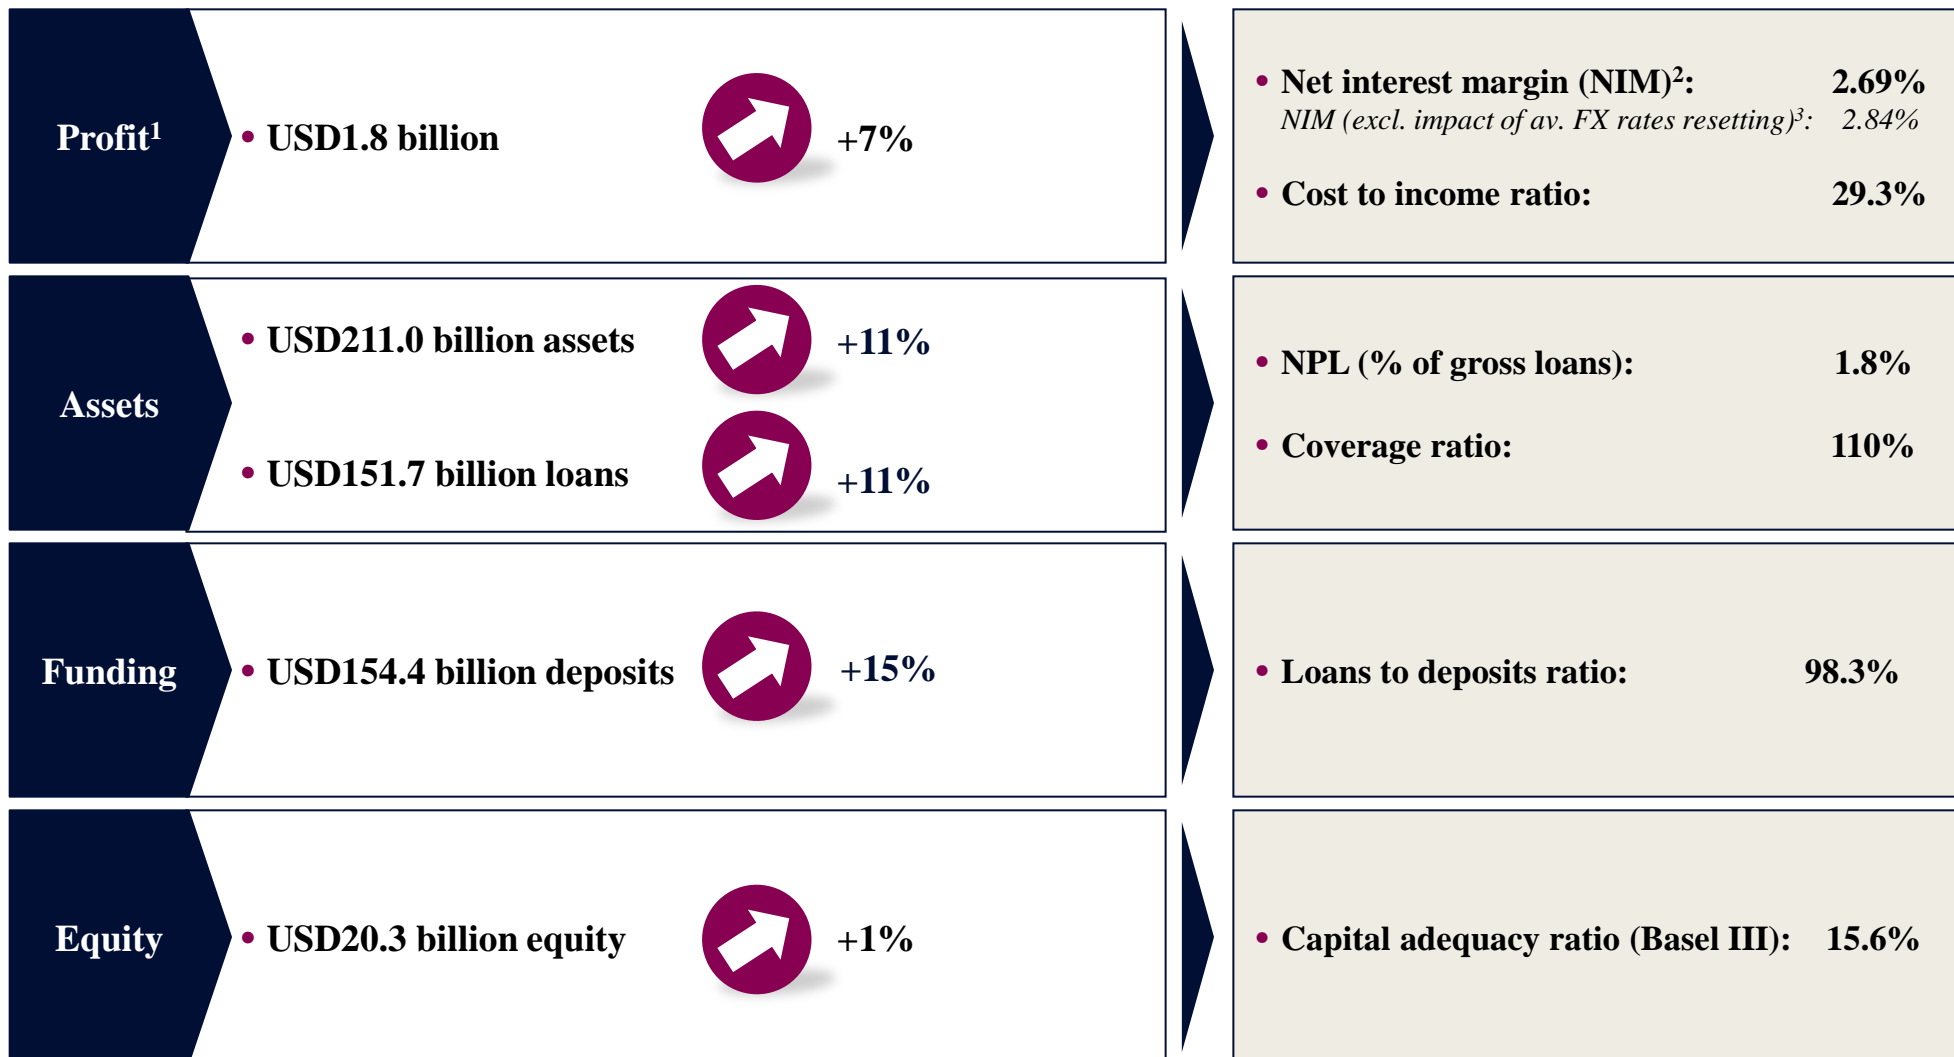 Profit¹
• USD1.8 billion
+7%
• Net interest margin (NIM)²: 2.69%
NIM (excl. impact of av. FX rates resetting)³: 2.84%
• Cost to income ratio: 29.3%
Assets
• USD211.0 billion assets
+11%
• USD151.7 billion loans
+11%
• NPL (% of gross loans): 1.8%
• Coverage ratio: 110%
Funding
• USD154.4 billion deposits
+15%
• Loans to deposits ratio: 98.3%
Equity
• USD20.3 billion equity
+1%
• Capital adequacy ratio (Basel III): 15.6%